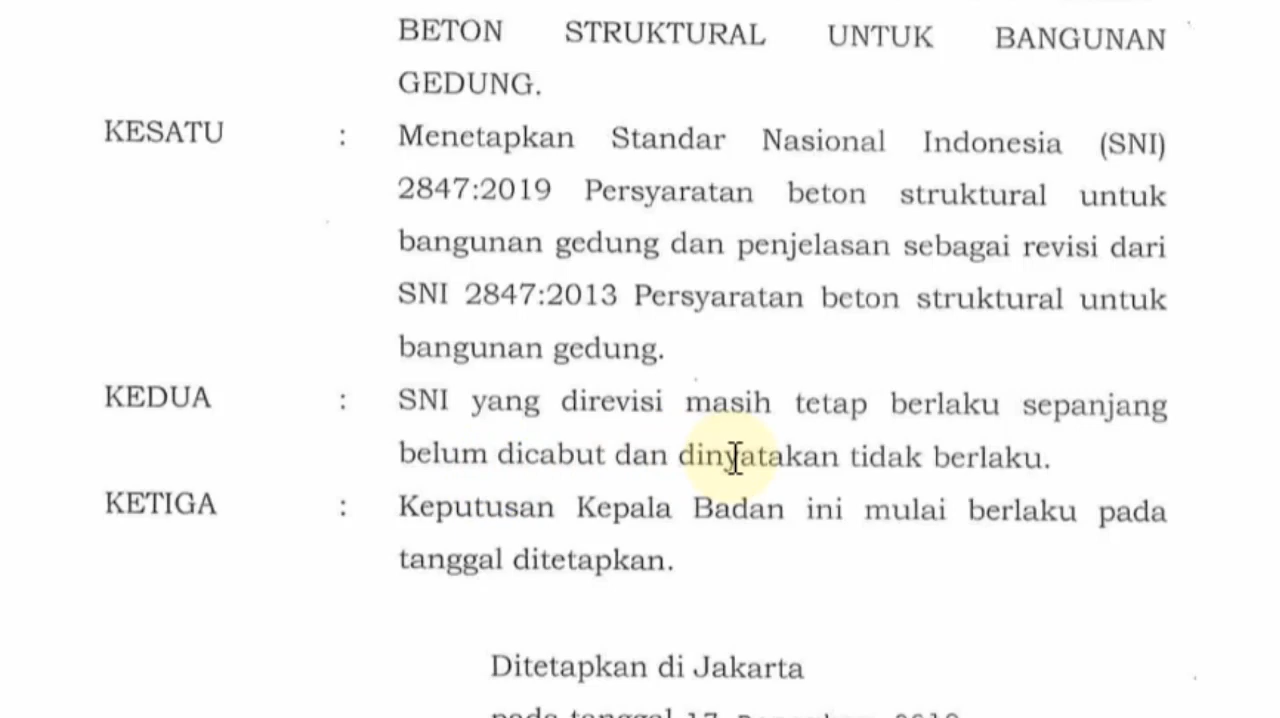 BETON STRUKTURAL UNTUK BANGUNAN
GEDUNG.
KESATU : Menetapkan Standar Nasional Indonesia (SNI)
2847:2019 Persyaratan beton struktural untuk
bangunan gedung dan penjelasan sebagai revisi dari
SNI 2847:2013 Persyaratan beton struktural untuk
bangunan gedung.
KEDUA : SNI yang direvisi masih tetap berlaku sepanjang
belum dicabut dan dinyatakan tidak berlaku.
KETIGA : Keputusan Kepala Badan ini mulai berlaku pada
tanggal ditetapkan.
Ditetapkan di Jakarta
pada tanggal 17